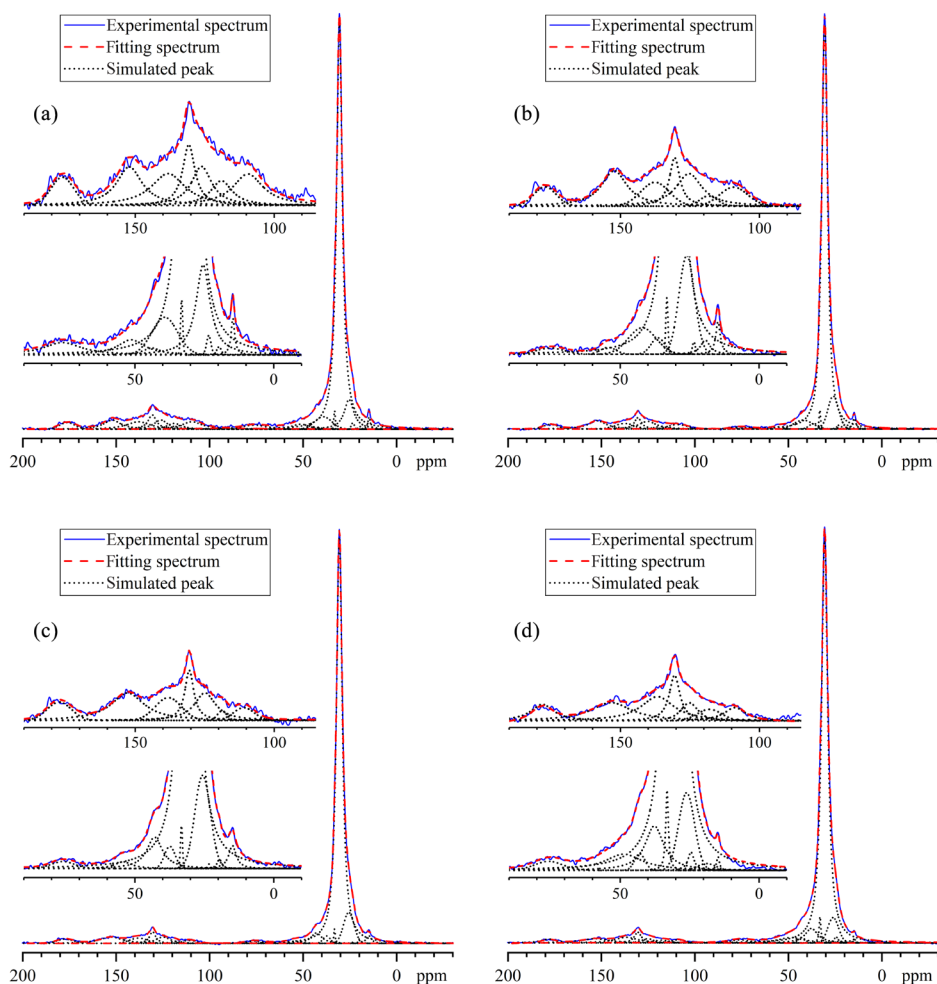 Experimental spectrum
Fitting spectrum
Simulated peak
(a)
150 100
50 0
200 150 100 50 0 ppm
Experimental spectrum
Fitting spectrum
Simulated peak
(b)
150 100
50 0
200 150 100 50 0 ppm
Experimental spectrum
Fitting spectrum
Simulated peak
(c)
150 100
50 0
200 150 100 50 0 ppm
Experimental spectrum
Fitting spectrum
Simulated peak
(d)
150 100
50 0
200 150 100 50 0 ppm